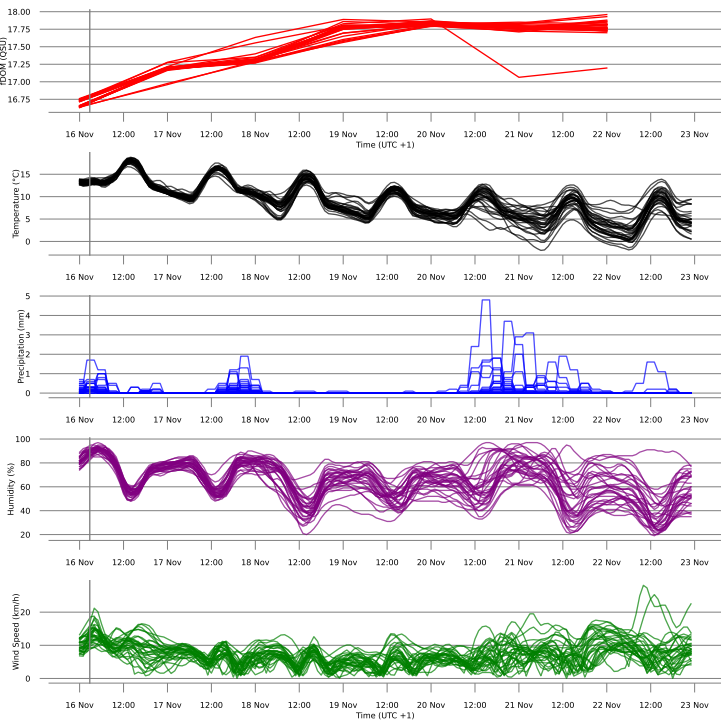 18.00
17.75
17.50
17.25
17.00
16.75
fDOM (QSU)
16 Nov 12:00 17 Nov 12:00 18 Nov 12:00 19 Nov 12:00 20 Nov 12:00 21 Nov 12:00 22 Nov 12:00 23 Nov
Time (UTC +1)
15
10
5
0
Temperature (°C)
16 Nov 12:00 17 Nov 12:00 18 Nov 12:00 19 Nov 12:00 20 Nov 12:00 21 Nov 12:00 22 Nov 12:00 23 Nov
5
4
3
2
1
0
Precipitation (mm)
16 Nov 12:00 17 Nov 12:00 18 Nov 12:00 19 Nov 12:00 20 Nov 12:00 21 Nov 12:00 22 Nov 12:00 23 Nov
100
80
60
40
20
Humidity (%)
16 Nov 12:00 17 Nov 12:00 18 Nov 12:00 19 Nov 12:00 20 Nov 12:00 21 Nov 12:00 22 Nov 12:00 23 Nov
20
10
0
Wind Speed (km/h)
16 Nov 12:00 17 Nov 12:00 18 Nov 12:00 19 Nov 12:00 20 Nov 12:00 21 Nov 12:00 22 Nov 12:00 23 Nov
Time (UTC +1)